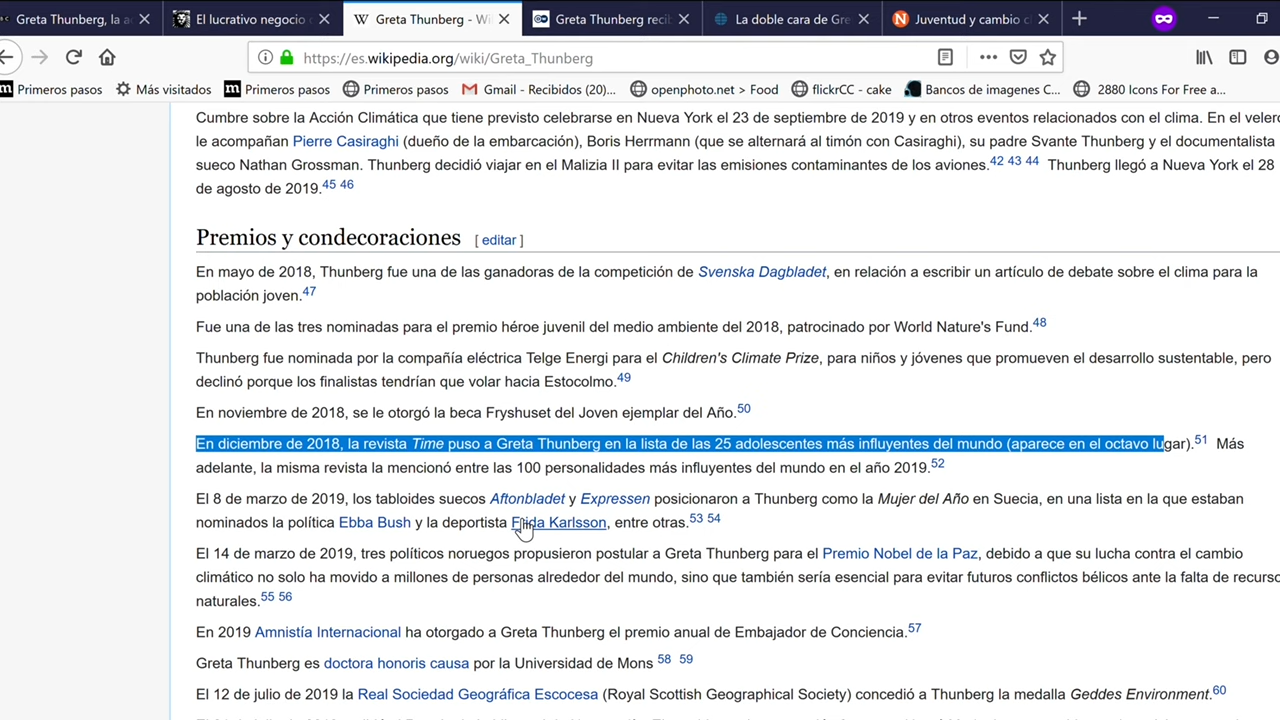 Greta Thunberg, la ac
El lucrativo negocio c
Greta Thunberg - Wi
Greta Thunberg recib
La doble cara de Gre
Juventud y cambio cl
https://es.wikipedia.org/wiki/Greta_Thunberg
Primeros pasos
Más visitados
Primeros pasos
Primeros pasos
Gmail - Recibidos (20)...
openphoto.net > Food
flickrCC - cake
Bancos de imagenes C...
2880 Icons For Free a...
Cumbre sobre la Acción Climática que tiene previsto celebrarse en Nueva York el 23 de septiembre de 2019 y en otros eventos relacionados con el clima. En el velero
le acompañan Pierre Casiraghi (dueño de la embarcación), Boris Herrmann (que se alternará al timón con Casiraghi), su padre Svante Thunberg y el documentalista
sueco Nathan Grossman. Thunberg decidió viajar en el Malizia II para evitar las emisiones contaminantes de los aviones.42 43 44 Thunberg llegó a Nueva York el 28
de agosto de 2019.45 46
Premios y condecoraciones [ editar ]
En mayo de 2018, Thunberg fue una de las ganadoras de la competición de Svenska Dagbladet, en relación a escribir un artículo de debate sobre el clima para la
población joven.47
Fue una de las tres nominadas para el premio héroe juvenil del medio ambiente del 2018, patrocinado por World Nature's Fund.48
Thunberg fue nominada por la compañía eléctrica Telge Energi para el Children's Climate Prize, para niños y jóvenes que promueven el desarrollo sustentable, pero
declinó porque los finalistas tendrían que volar hacia Estocolmo.49
En noviembre de 2018, se le otorgó la beca Fryshuset del Joven ejemplar del Año.50
En diciembre de 2018, la revista Time puso a Greta Thunberg en la lista de las 25 adolescentes más influyentes del mundo (aparece en el octavo lugar).51 Más
adelante, la misma revista la mencionó entre las 100 personalidades más influyentes del mundo en el año 2019.52
El 8 de marzo de 2019, los tabloides suecos Aftonbladet y Expressen posicionaron a Thunberg como la Mujer del Año en Suecia, en una lista en la que estaban
nominados la política Ebba Bush y la deportista Frida Karlsson, entre otras.53 54
El 14 de marzo de 2019, tres políticos noruegos propusieron postular a Greta Thunberg para el Premio Nobel de la Paz, debido a que su lucha contra el cambio
climático no solo ha movido a millones de personas alrededor del mundo, sino que también sería esencial para evitar futuros conflictos bélicos ante la falta de recurso
naturales.55 56
En 2019 Amnistía Internacional ha otorgado a Greta Thunberg el premio anual de Embajador de Conciencia.57
Greta Thunberg es doctora honoris causa por la Universidad de Mons 58 59
El 12 de julio de 2019 la Real Sociedad Geográfica Escocesa (Royal Scottish Geographical Society) concedió a Thunberg la medalla Geddes Environment.60